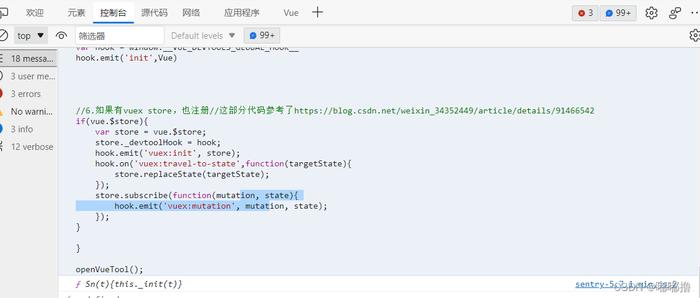 欢迎 元素 控制台 源代码 网络 应用程序 Vue + 3 99+
top 筛选器 Default levels 99+
18 messa...
3 user me...
3 errors
No warnin...
3 info
12 verbose
var hook = window.__VUE_DEVTOOLS_GLOBAL_HOOK__
hook.emit('init',Vue)
//6.如果有vuex store，也注册//这部分代码参考了https://blog.csdn.net/weixin_34352449/article/details/91466542
if(vue.$store){
var store = vue.$store;
store._devtoolHook = hook;
hook.emit('vuex:init', store);
hook.on('vuex:travel-to-state',function(targetState){
store.replaceState(targetState);
});
store.subscribe(function(mutation, state){
hook.emit('vuex:mutation', mutation, state);
});
}
}
openVueTool();
ƒ Sn(t){this._init(t)}